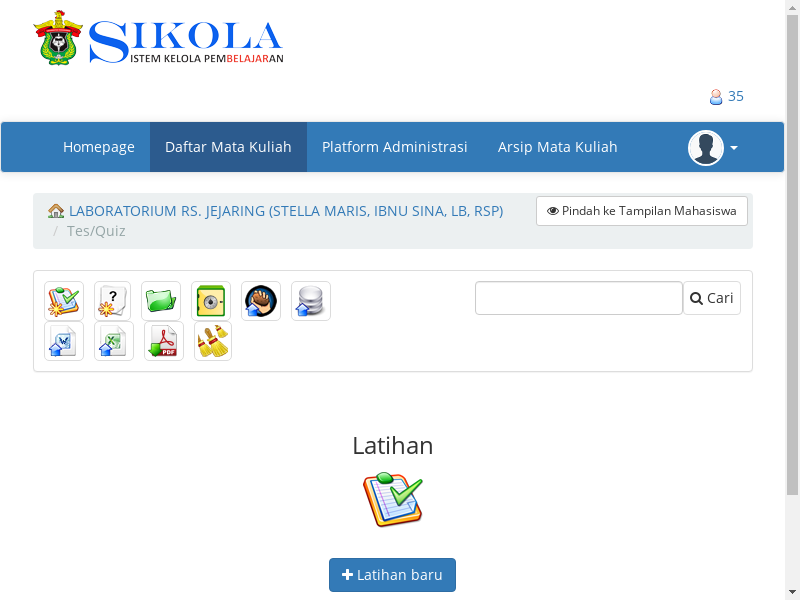 SIKOLA
ISTEM KELOLA PEMBELAJARAN
35
Homepage
Daftar Mata Kuliah
Platform Administrasi
Arsip Mata Kuliah
LABORATORIUM RS. JEJARING (STELLA MARIS, IBNU SINA, LB, RSP)
Pindah ke Tampilan Mahasiswa
/ Tes/Quiz
Cari
PDF
Latihan
Latihan baru